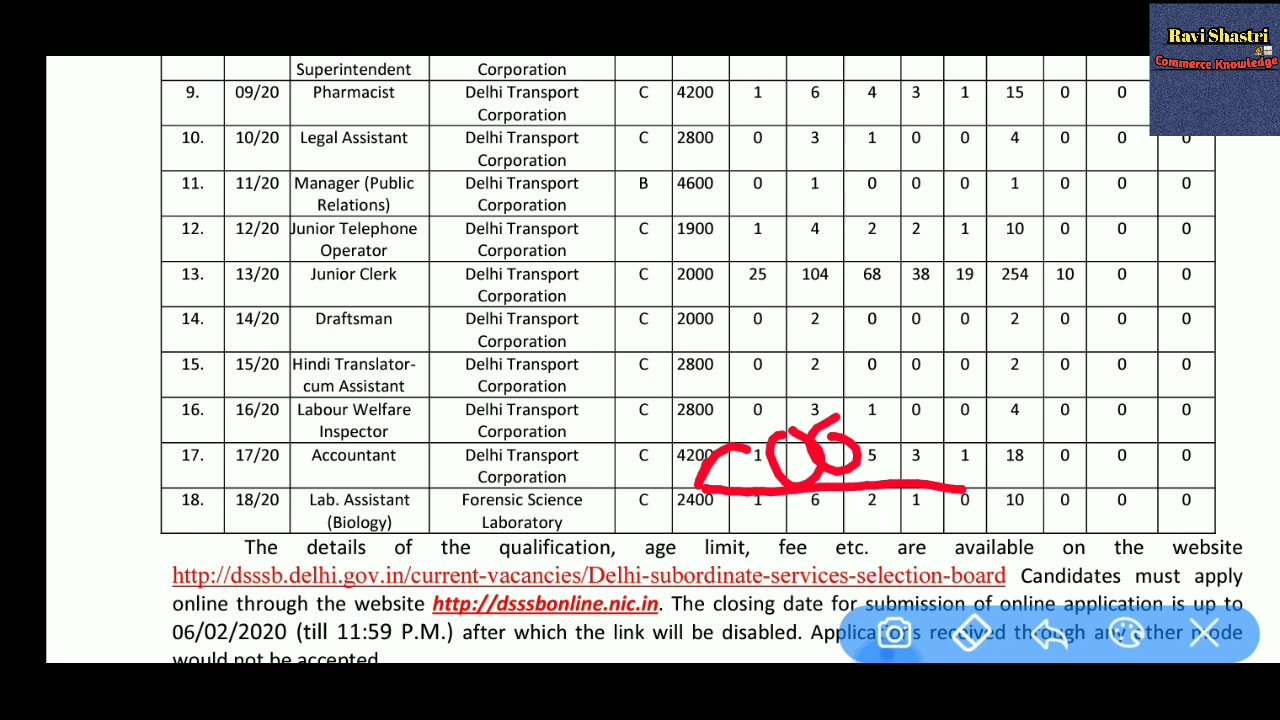 Ravi Shastri
Commerce Knowledge
Superintendent Corporation
9. 09/20 Pharmacist Delhi Transport C 4200 1 6 4 3 1 15 0 0
Corporation
10. 10/20 Legal Assistant Delhi Transport C 2800 0 3 1 0 0 4 0 0 0
Corporation
11. 11/20 Manager (Public Delhi Transport B 4600 0 1 0 0 0 1 0 0 0
Relations) Corporation
12. 12/20 Junior Telephone Delhi Transport C 1900 1 4 2 2 1 10 0 0 0
Operator Corporation
13. 13/20 Junior Clerk Delhi Transport C 2000 25 104 68 38 19 254 10 0 0
Corporation
14. 14/20 Draftsman Delhi Transport C 2000 0 2 0 0 0 2 0 0 0
Corporation
15. 15/20 Hindi Translator- Delhi Transport C 2800 0 2 0 0 0 2 0 0 0
cum Assistant Corporation
16. 16/20 Labour Welfare Delhi Transport C 2800 0 3 1 0 0 4 0 0 0
Inspector Corporation
17. 17/20 Accountant Delhi Transport C 4200 1 5 3 1 18 0 0 0
Corporation
18. 18/20 Lab. Assistant Forensic Science C 2400 1 6 2 1 0 10 0 0 0
(Biology) Laboratory
The details of the qualification, age limit, fee etc. are available on the website
http://dsssb.delhi.gov.in/current-vacancies/Delhi-subordinate-services-selection-board Candidates must apply
online through the website http://dsssbonline.nic.in. The closing date for submission of online application is up to
06/02/2020 (till 11:59 P.M.) after which the link will be disabled. Applications received through any other mode
would not be accepted